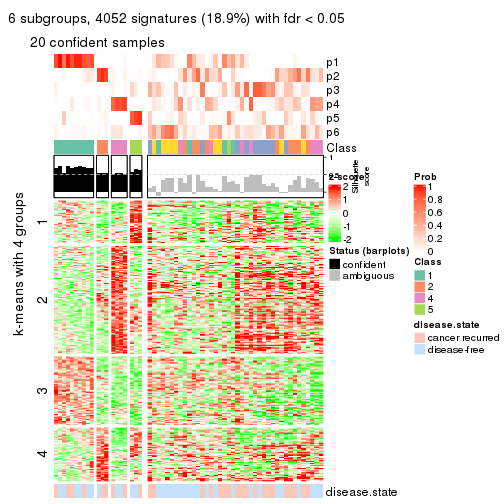 6 subgroups, 4052 signatures (18.9%) with fdr < 0.05
20 confident samples
p1
p2
p3
p4
p5
p6
Class
1
0.5
Silhouette
score
z-score
2
1
0
-1
-2
Status (barplots)
confident
ambiguous
Prob
1
0.8
0.6
0.4
0.2
0
Class
1
2
4
5
disease.state
cancer recurred
disease-free
k-means with 4 groups
1
2
3
4
disease.state